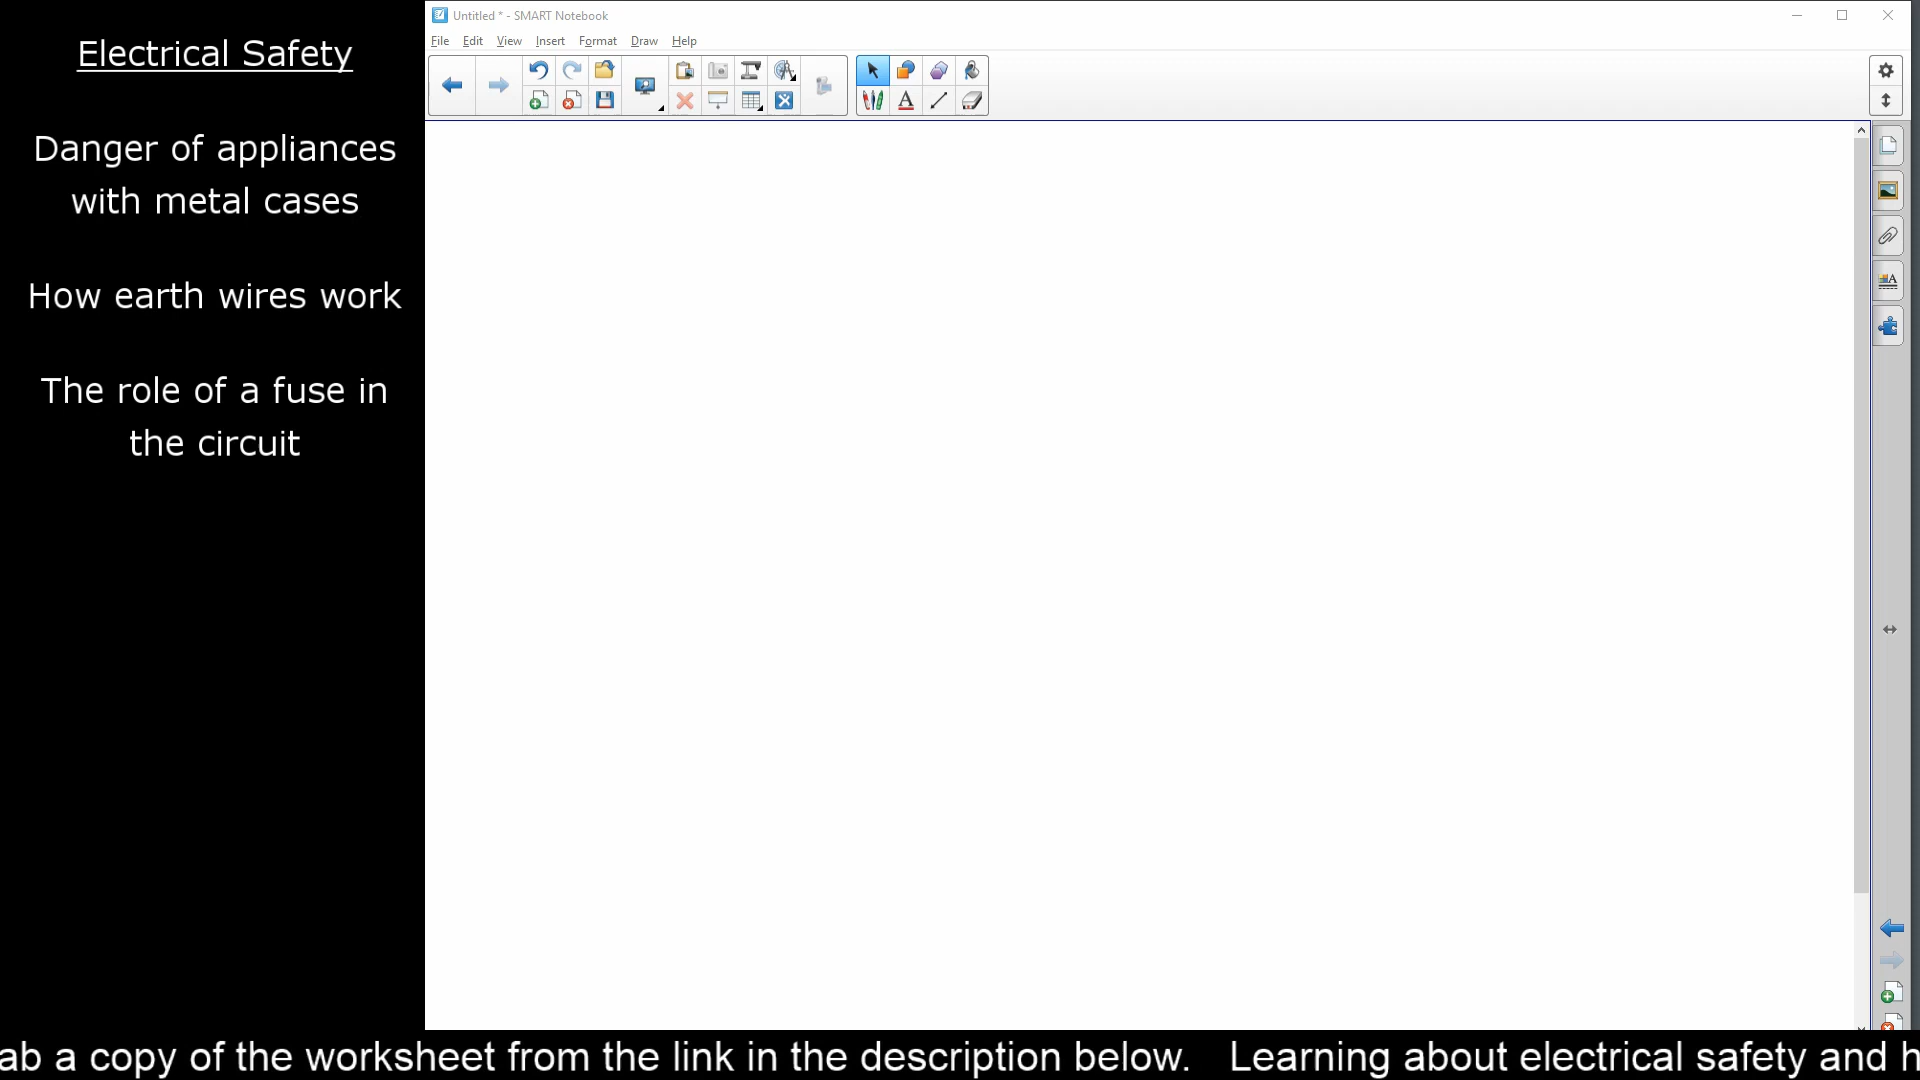 Electrical Safety
Danger of appliances
with metal cases
How earth wires work
The role of a fuse in
the circuit
Untitled * - SMART Notebook
File Edit View Insert Format Draw Help
ab a copy of the worksheet from the link in the description below. Learning about electrical safety and h